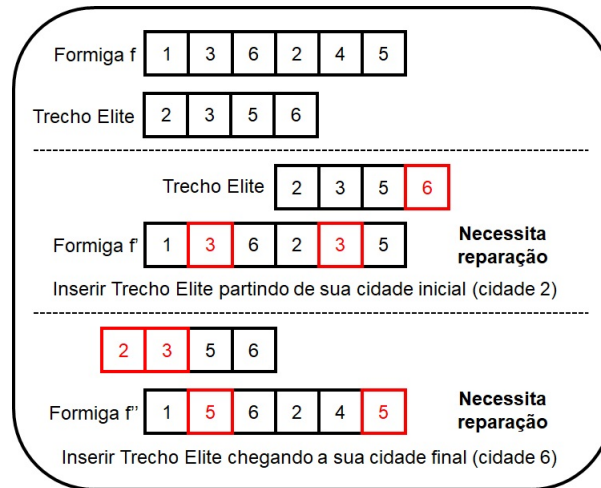 Formiga f 1 3 6 2 4 5
Trecho Elite 2 3 5 6
Trecho Elite 2 3 5 6
Formiga f' 1 3 6 2 3 5 Necessita
reparação
Inserir Trecho Elite partindo de sua cidade inicial (cidade 2)
2 3 5 6
Formiga f'' 1 5 6 2 4 5 Necessita
reparação
Inserir Trecho Elite chegando a sua cidade final (cidade 6)